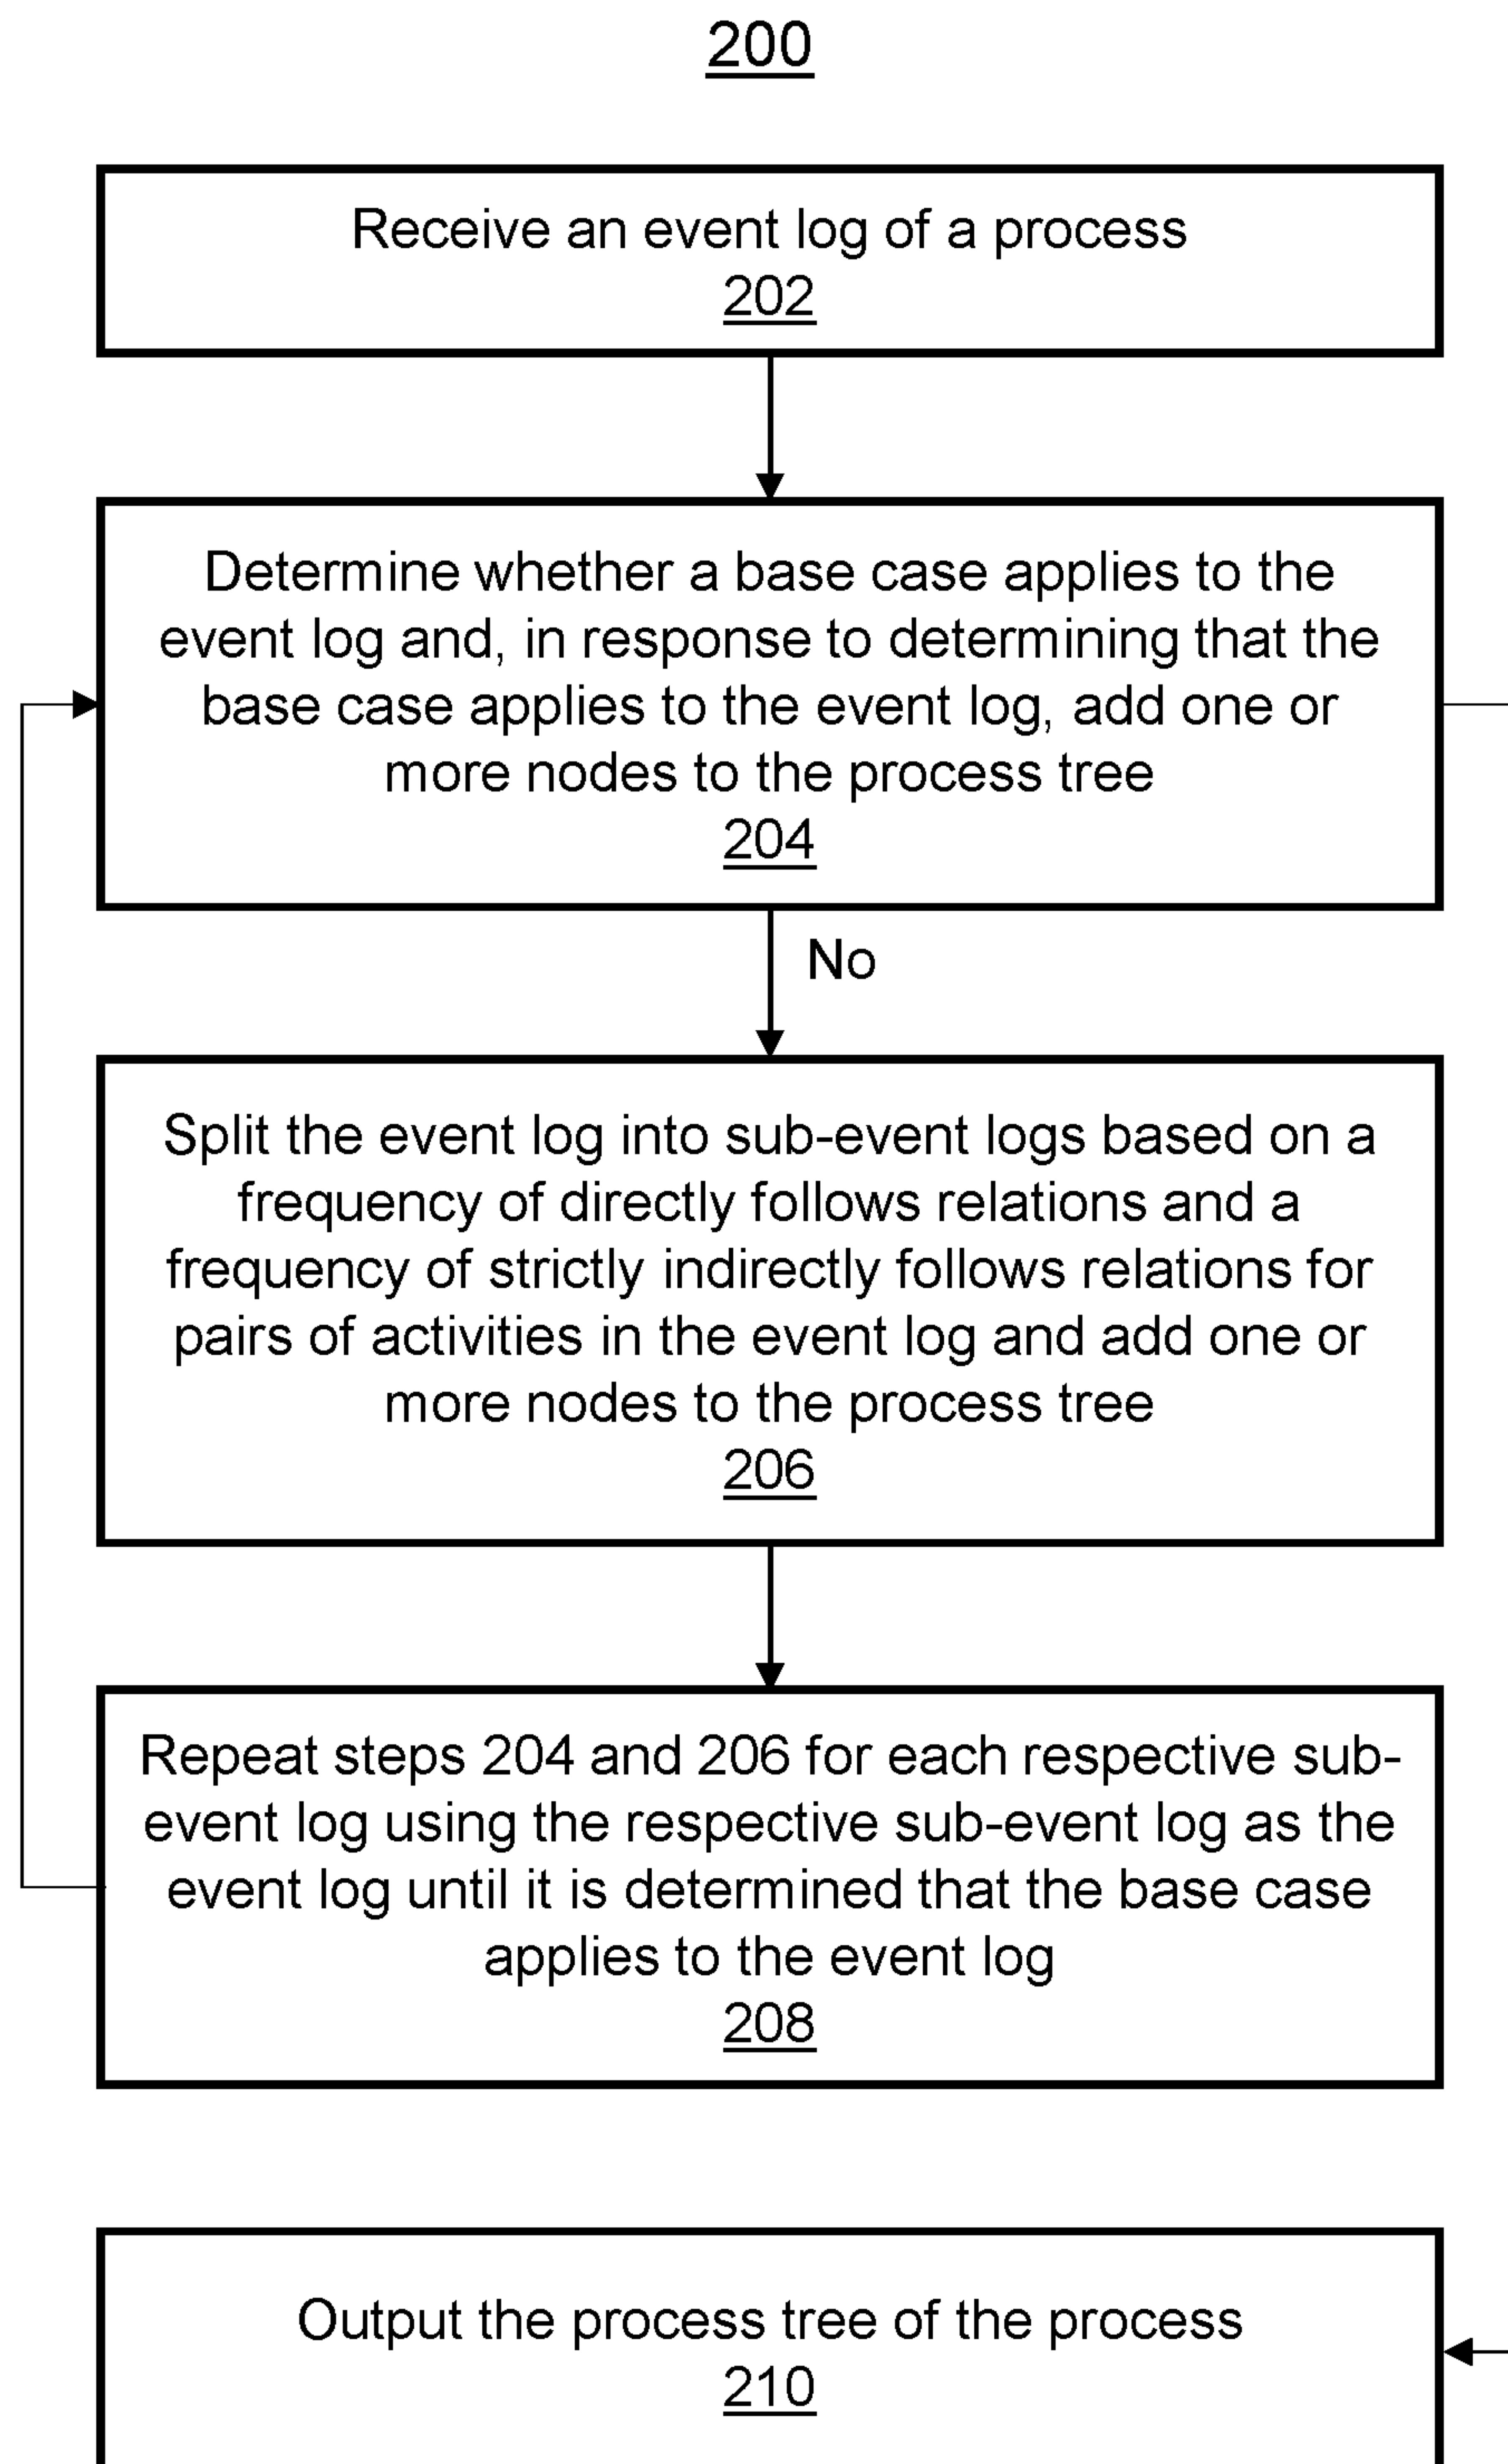 200
Receive an event log of a process
202
Determine whether a base case applies to the
event log and, in response to determining that the
base case applies to the event log, add one or
more nodes to the process tree
204
No
Split the event log into sub-event logs based on a
frequency of directly follows relations and a
frequency of strictly indirectly follows relations for
pairs of activities in the event log and add one or
more nodes to the process tree
206
Repeat steps 204 and 206 for each respective sub-
event log using the respective sub-event log as the
event log until it is determined that the base case
applies to the event log
208
Output the process tree of the process
210